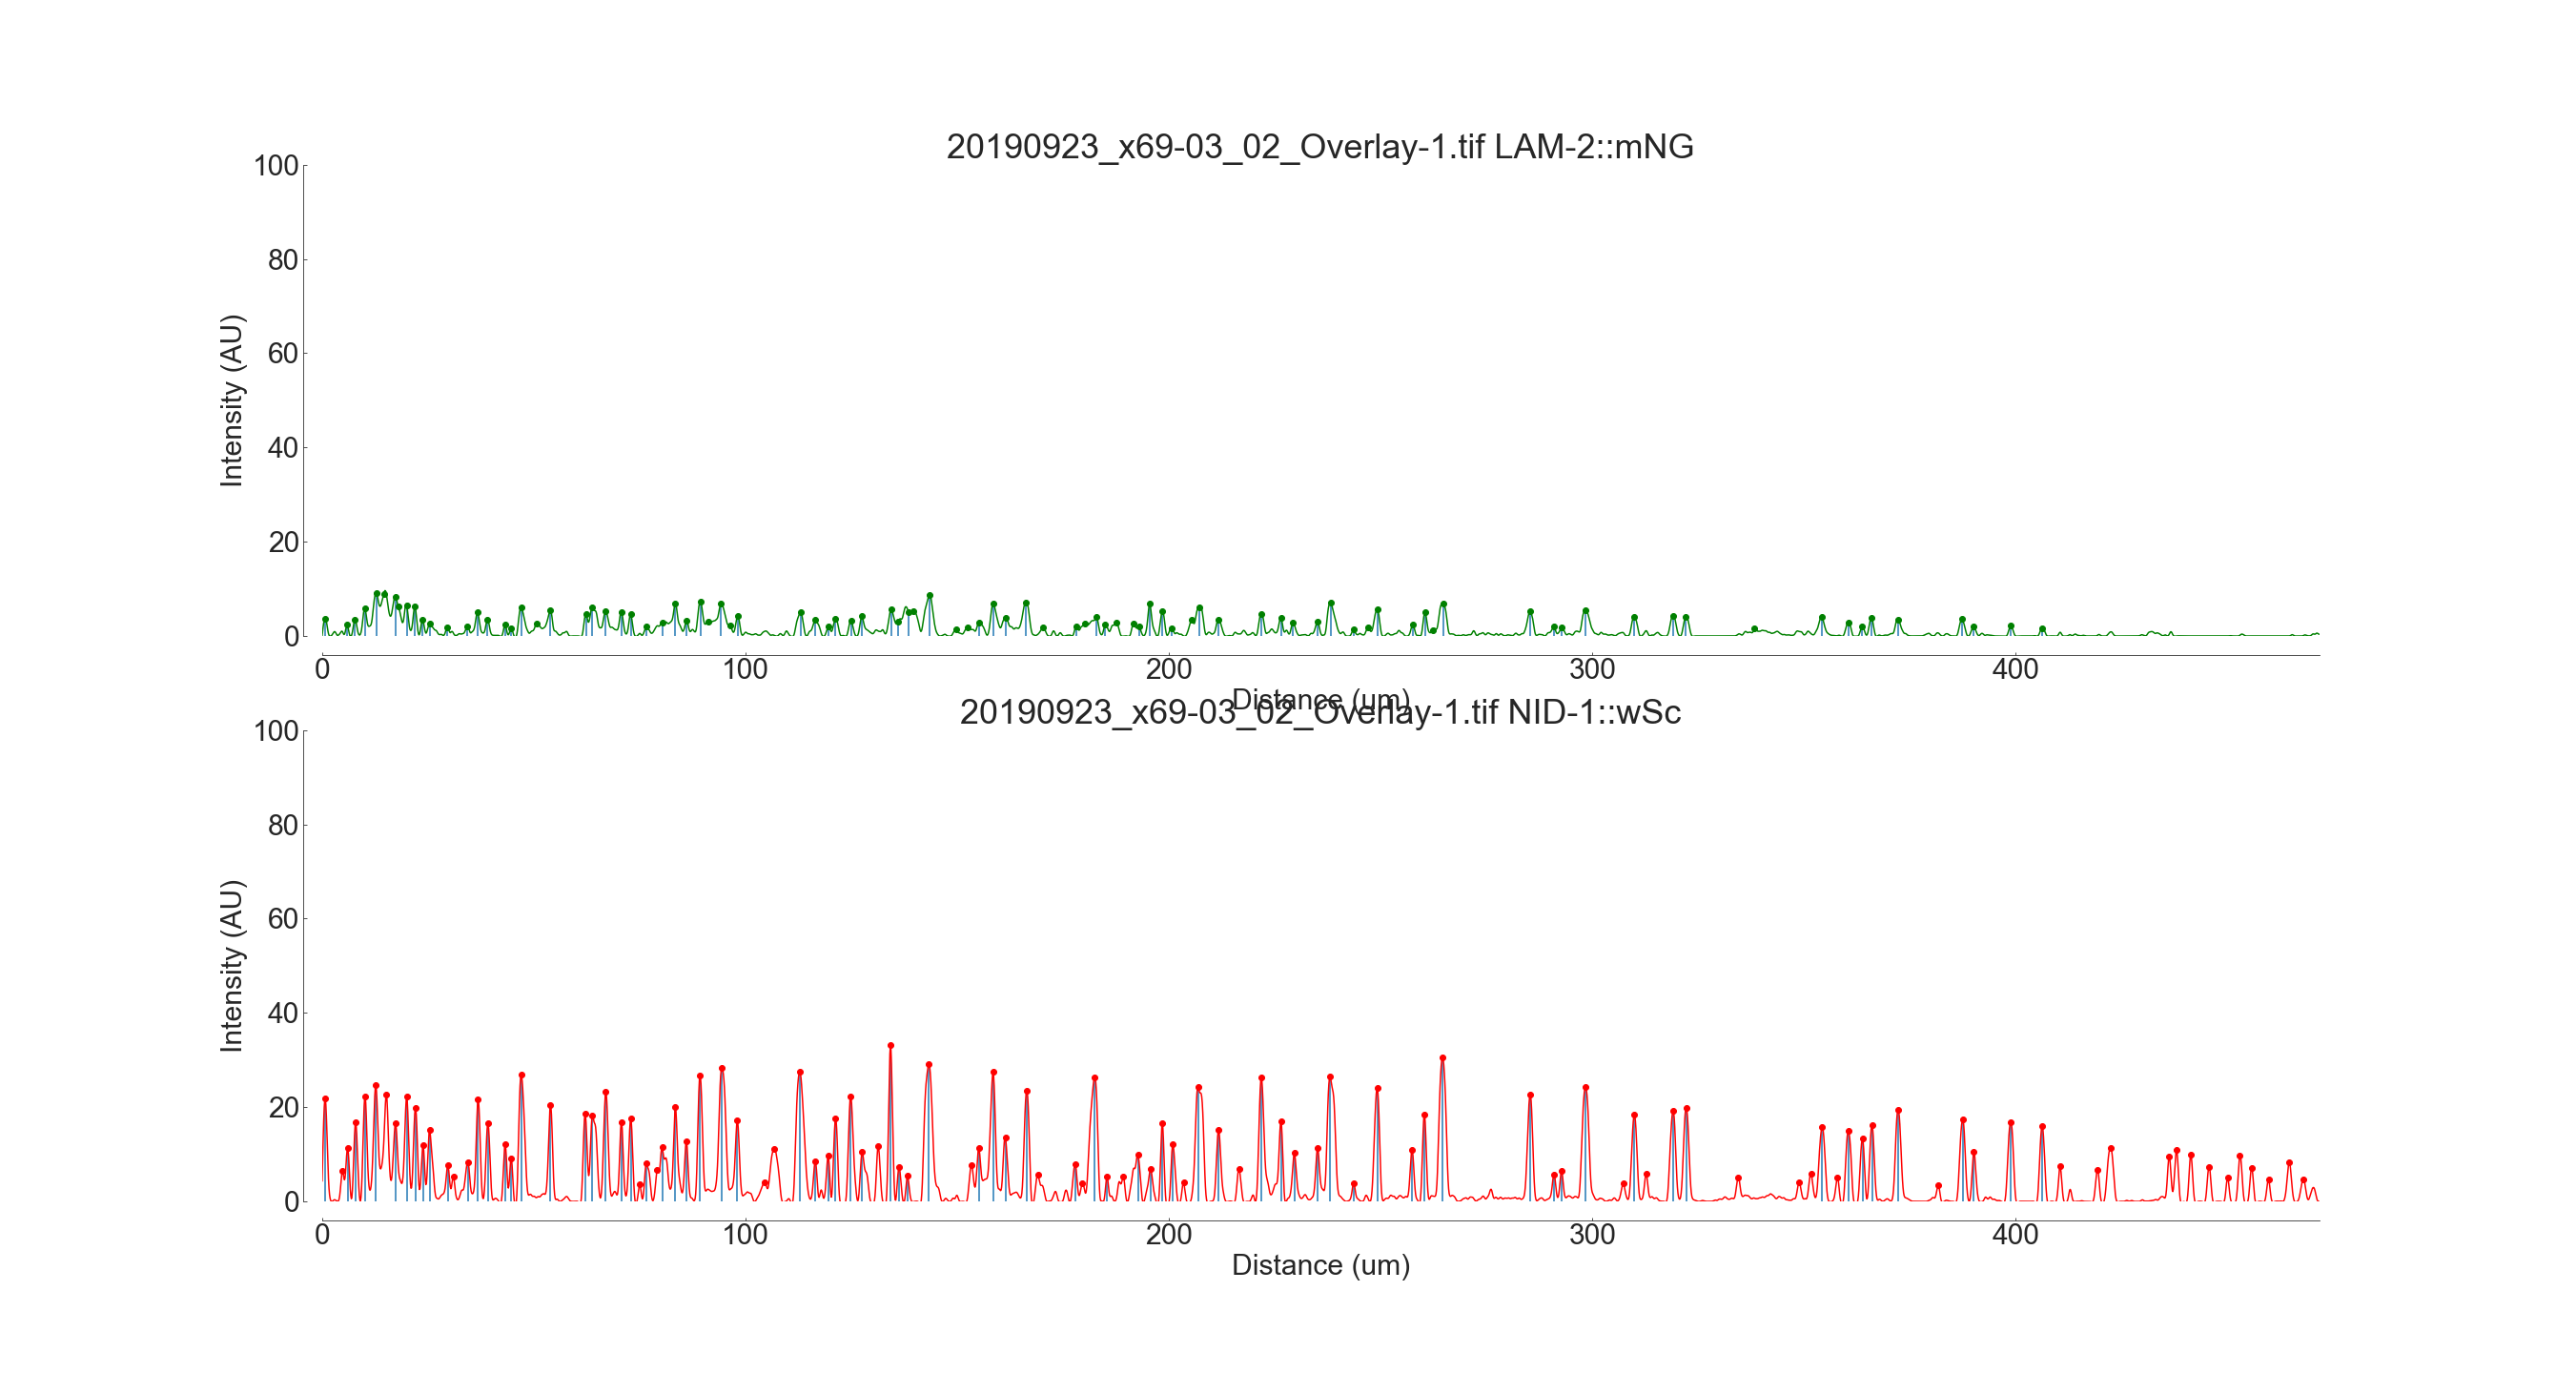 20190923_x69-03_02_Overlay-1.tif LAM-2::mNG
100
80
60
40
20
0
Intensity (AU)
0 100 200 300 400
Distance (um)
20190923_x69-03_02_Overlay-1.tif NID-1::wSc
100
80
60
40
20
0
Intensity (AU)
0 100 200 300 400
Distance (um)